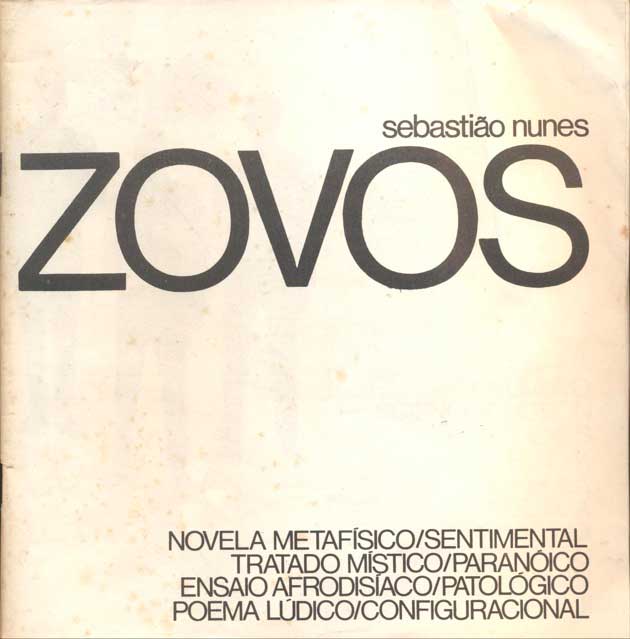 sebastião nunes
ZOVOS
NOVELA METAFÍSICO/SENTIMENTAL
TRATADO MÍSTICO/PARANÓICO
ENSAIO AFRODISÍACO/PATOLÓGICO
POEMA LÚDICO/CONFIGURACIONAL